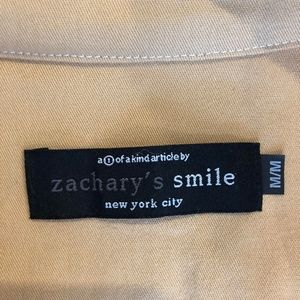 a ① of a kind article by
zachary's smile
new york city
M/M